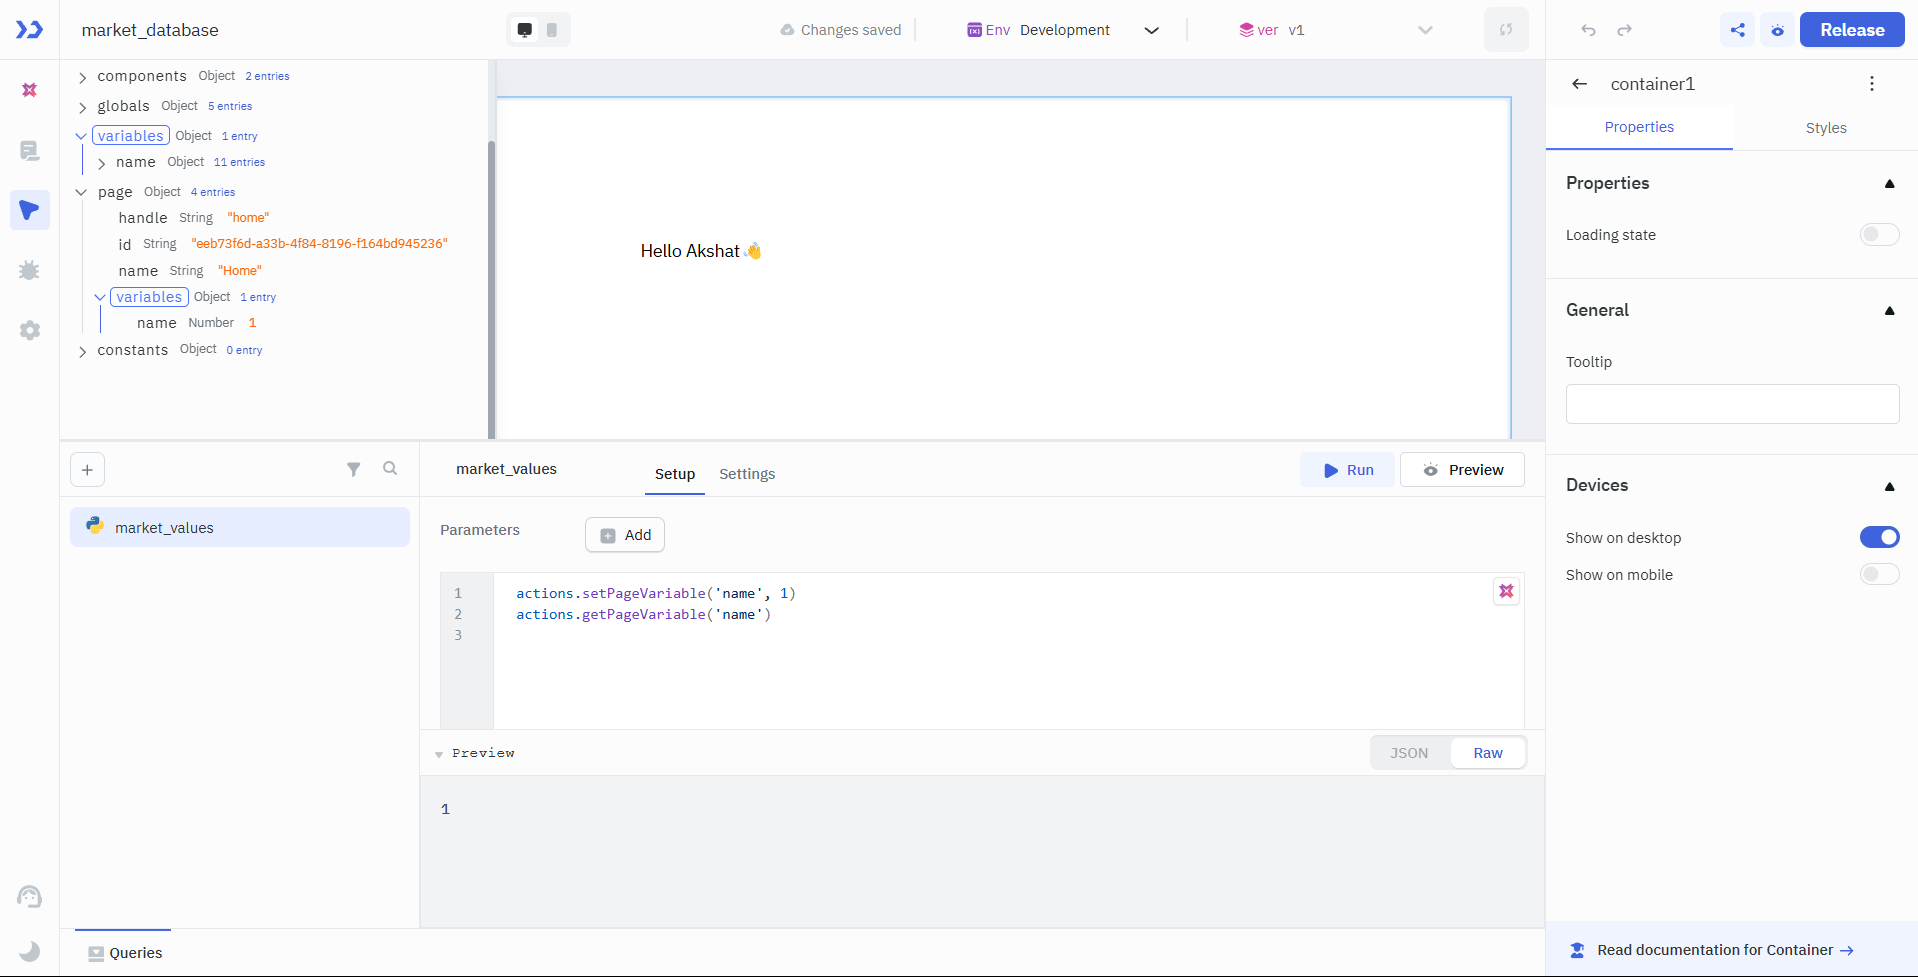 market_database
Changes saved
Env Development
ver v1
Release
components Object 2 entries
globals Object 5 entries
variables Object 1 entry
name Object 11 entries
page Object 4 entries
handle String "home"
id String "eeb73f6d-a33b-4f84-8196-f164bd945236"
name String "Home"
variables Object 1 entry
name Number 1
constants Object 0 entry
Hello Akshat 👋
container1
Properties Styles
Properties
Loading state
General
Tooltip
Devices
Show on desktop
Show on mobile
Read documentation for Container →
market_values
market_values
Setup Settings
Run
Preview
Parameters
Add
1 actions.setPageVariable('name', 1)
2 actions.getPageVariable('name')
3
Preview
JSON Raw
1
Queries